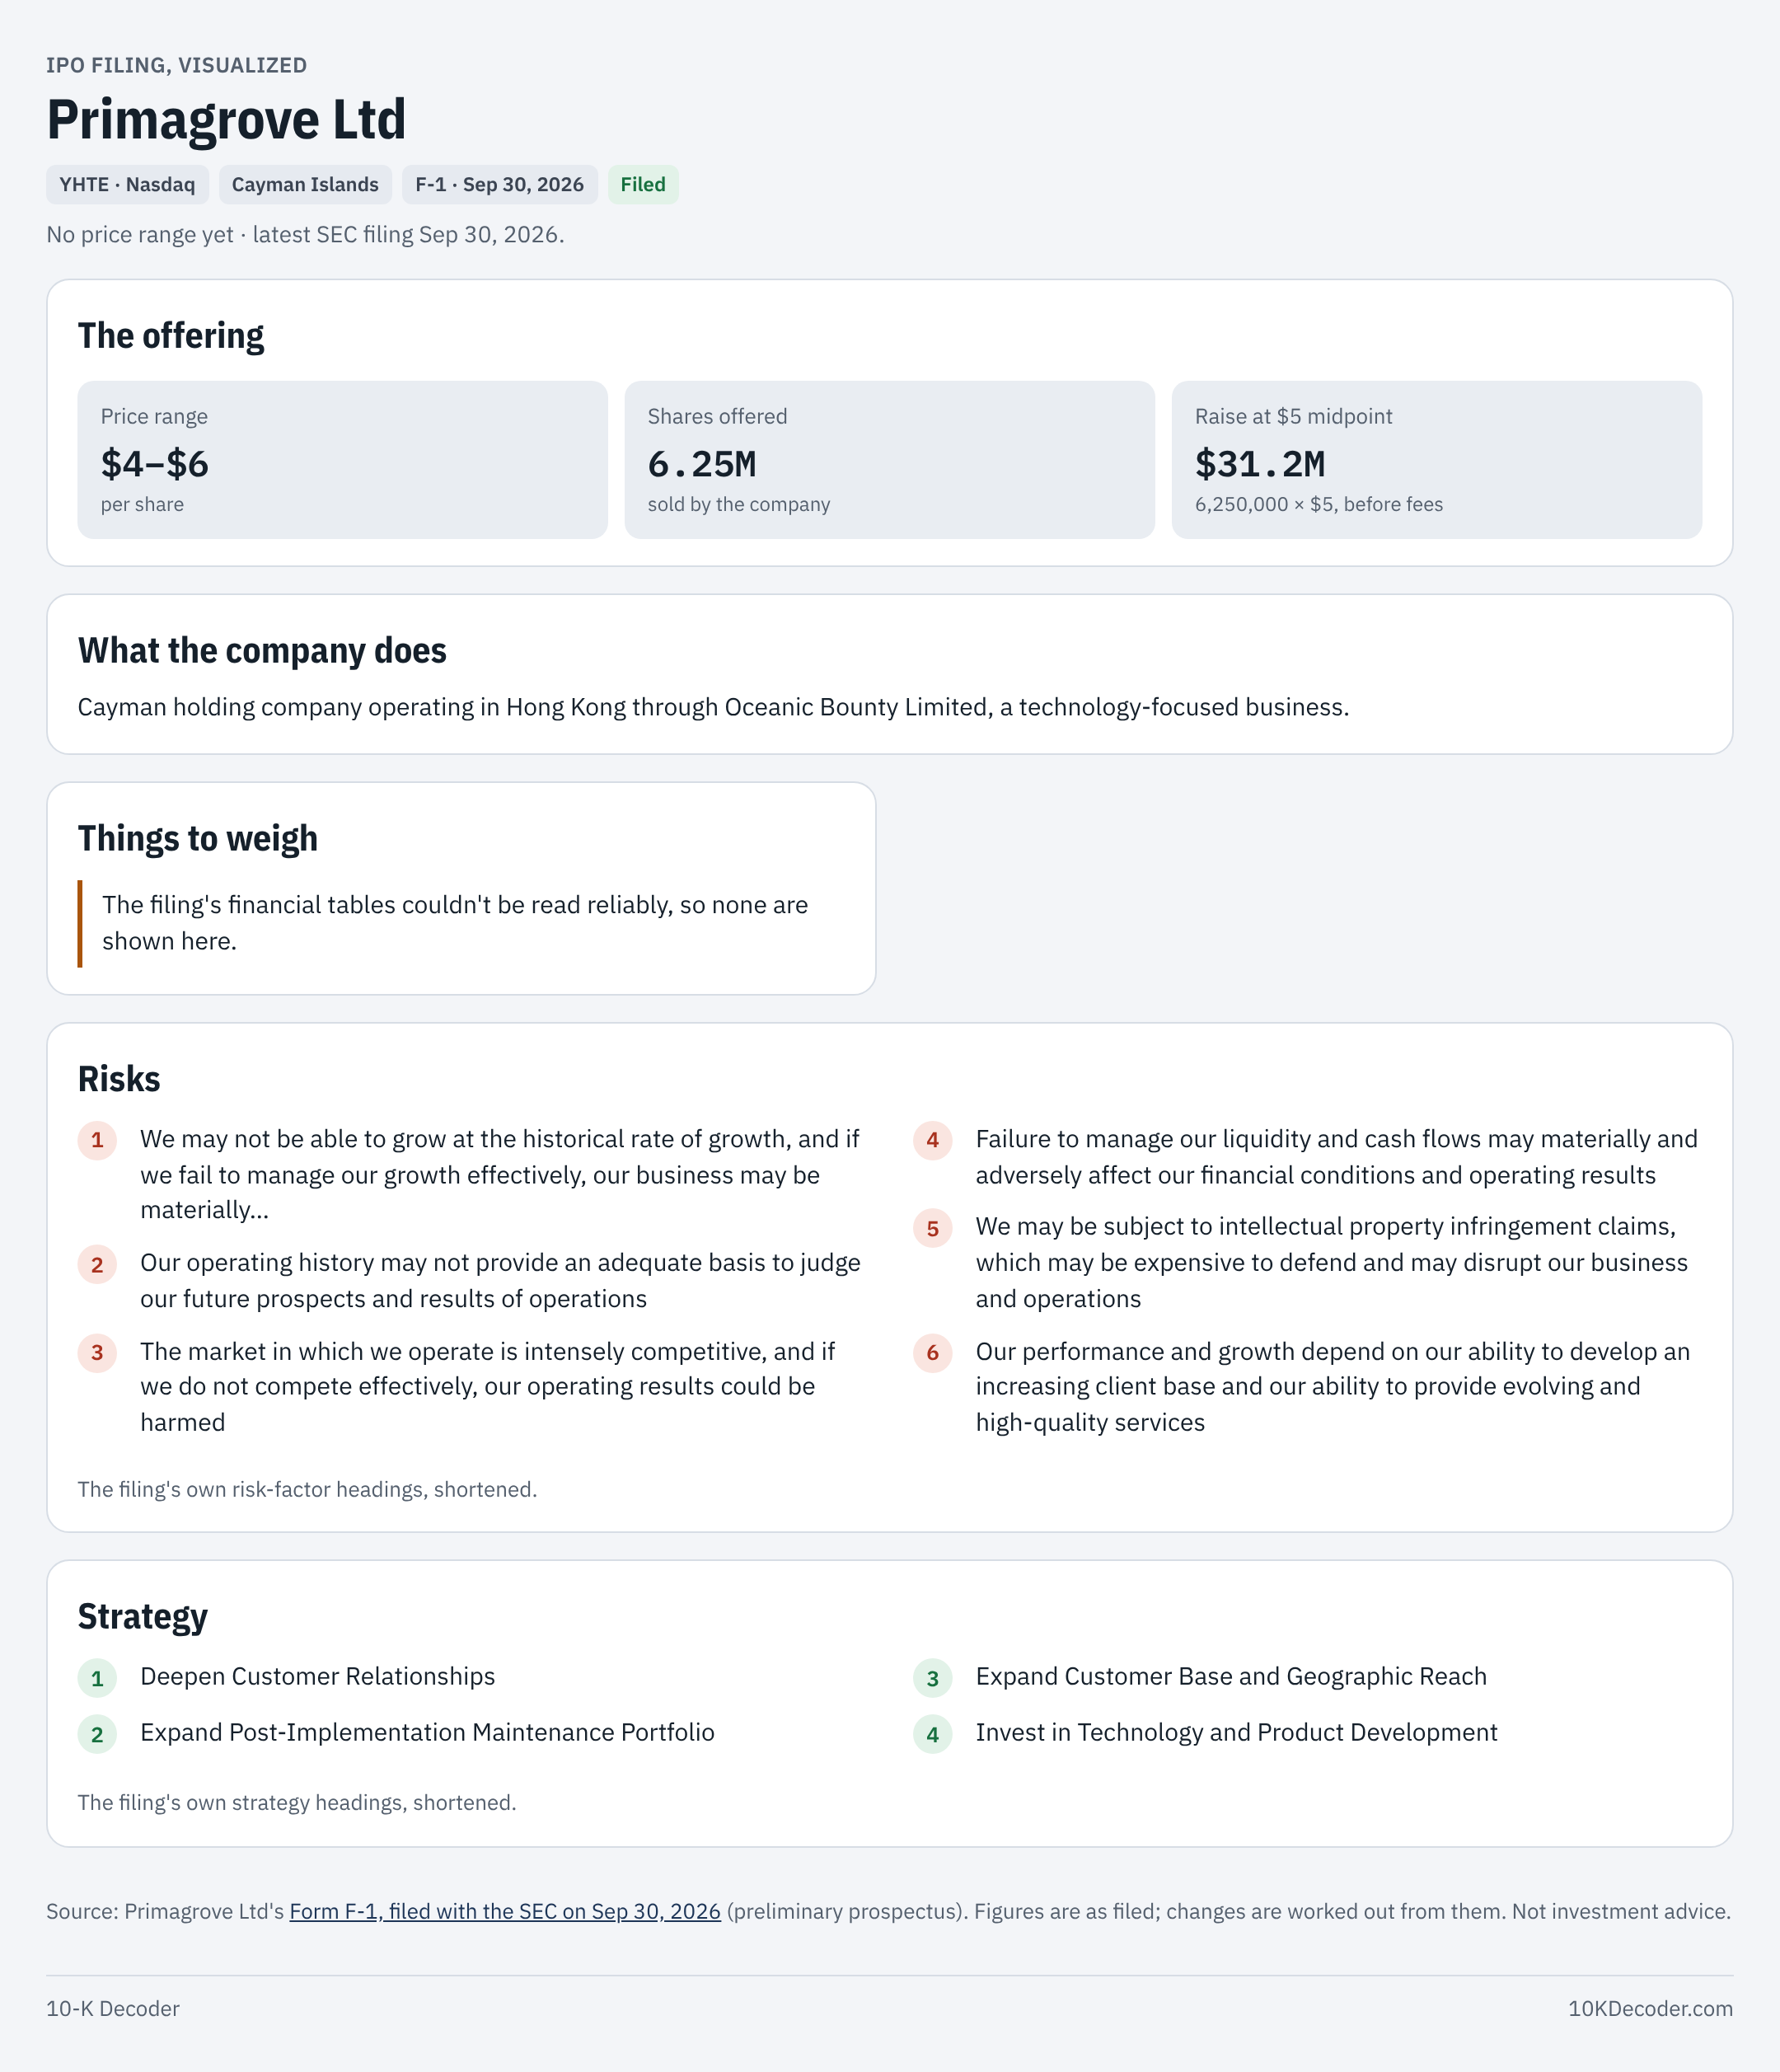 IPO FILING, VISUALIZED
Primagrove Ltd
YHTE · Nasdaq
Cayman Islands
F-1 · Sep 30, 2026
Filed
No price range yet · latest SEC filing Sep 30, 2026.
The offering
Price range
$4–$6
per share
Shares offered
6.25M
sold by the company
Raise at $5 midpoint
$31.2M
6,250,000 × $5, before fees
What the company does
Cayman holding company operating in Hong Kong through Oceanic Bounty Limited, a technology-focused business.
Things to weigh
The filing's financial tables couldn't be read reliably, so none are
shown here.
Risks
1 We may not be able to grow at the historical rate of growth, and if
we fail to manage our growth effectively, our business may be
materially…
2 Our operating history may not provide an adequate basis to judge
our future prospects and results of operations
3 The market in which we operate is intensely competitive, and if
we do not compete effectively, our operating results could be
harmed
4 Failure to manage our liquidity and cash flows may materially and
adversely affect our financial conditions and operating results
5 We may be subject to intellectual property infringement claims,
which may be expensive to defend and may disrupt our business
and operations
6 Our performance and growth depend on our ability to develop an
increasing client base and our ability to provide evolving and
high-quality services
The filing's own risk-factor headings, shortened.
Strategy
1 Deepen Customer Relationships
2 Expand Post-Implementation Maintenance Portfolio
3 Expand Customer Base and Geographic Reach
4 Invest in Technology and Product Development
The filing's own strategy headings, shortened.
Source: Primagrove Ltd's Form F-1, filed with the SEC on Sep 30, 2026 (preliminary prospectus). Figures are as filed; changes are worked out from them. Not investment advice.
10-K Decoder
10KDecoder.com